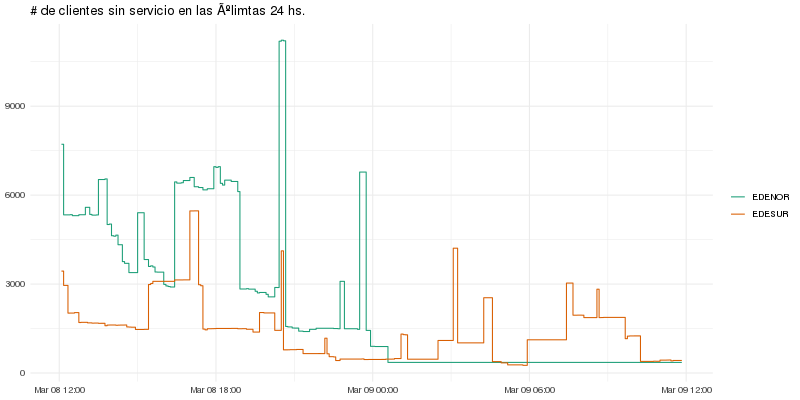 # de clientes sin servicio en las Ãºlimtas 24 hs.
9000
6000
3000
0
Mar 08 12:00
Mar 08 18:00
Mar 09 00:00
Mar 09 06:00
Mar 09 12:00
EDENOR
EDESUR